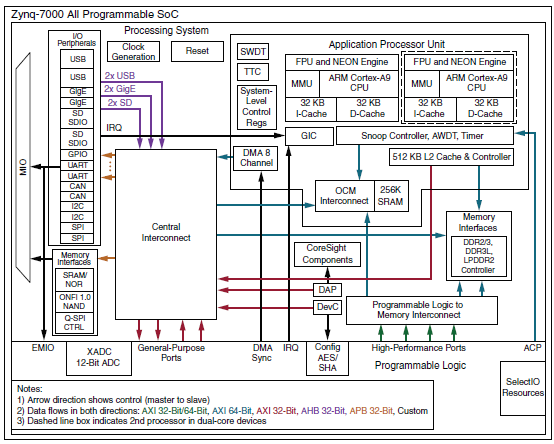 Zynq-7000 All Programmable SoC
I/O
Peripherals
USB
USB
GigE
GigE
SD
SDIO
SD
SDIO
GPIO
UART
UART
CAN
CAN
I2C
I2C
SPI
SPI
Memory
Interfaces
SRAM/
NOR
ONFI 1.0
NAND
Q-SPI
CTRL
MIO
EMIO
Processing System
Clock
Generation
Reset
2x USB
2x GigE
2x SD
IRQ
Central
Interconnect
SWDT
TTC
System-
Level
Control
Regs
DMA 8
Channel
Application Processor Unit
FPU and NEON Engine
MMU
ARM Cortex-A9
CPU
32 KB
I-Cache
32 KB
D-Cache
FPU and NEON Engine
MMU
ARM Cortex-A9
CPU
32 KB
I-Cache
32 KB
D-Cache
GIC
Snoop Controller, AWDT, Timer
512 KB L2 Cache & Controller
OCM
Interconnect
256K
SRAM
Memory
Interfaces
DDR2/3,
DDR3L,
LPDDR2
Controller
CoreSight
Components
DAP
DevC
Programmable Logic to
Memory Interconnect
XADC
12-Bit ADC
General-Purpose
Ports
DMA
Sync
IRQ
Config
AES/
SHA
High-Performance Ports
ACP
Programmable Logic
SelectIO
Resources
Notes:
1) Arrow direction shows control (master to slave)
2) Data flows in both directions: AXI 32-Bit/64-Bit, AXI 64-Bit, AXI 32-Bit, AHB 32-Bit, APB 32-Bit, Custom
3) Dashed line box indicates 2nd processor in dual-core devices